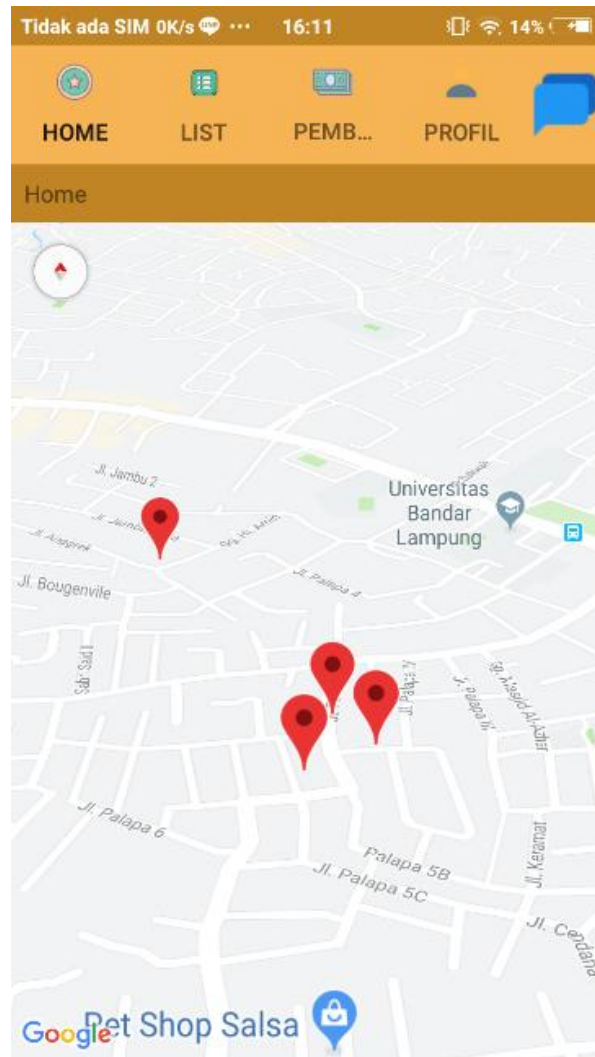 Tidak ada SIM 0K/s ··· 16:11 14%
HOME LIST PEMB... PROFIL
Home
Jl. Jambu 2
Universitas
Bandar
Lampung
Jl. Anggrek
Jl. Palapa 4
Jl. Bougenvile
Jl. Palapa 6
Palapa 5B
Jl. Palapa 5C
Jl. Keramat
Jl. Cendana
Google
Pet Shop Salsa